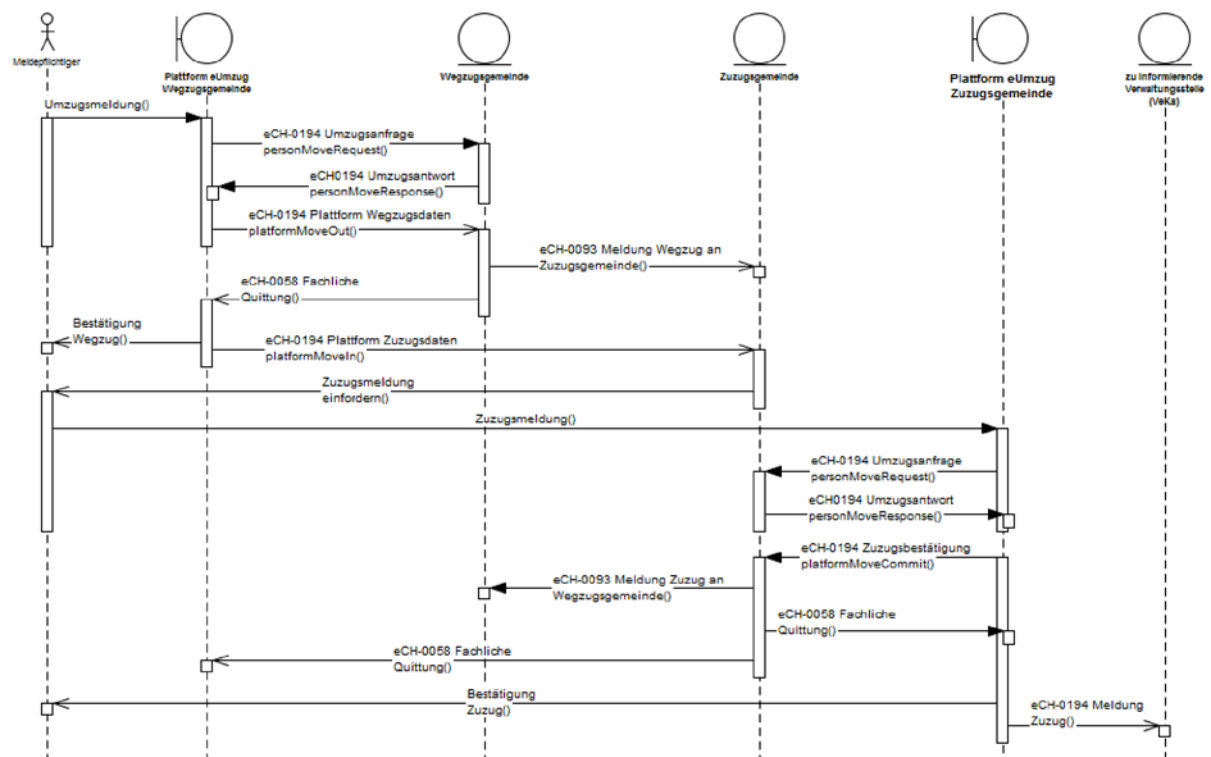 Meldepflichtiger
Plattform eUmzug
Wegzugsgemeinde
Wegzugsgemeinde
Zuzugsgemeinde
Plattform eUmzug
Zuzugsgemeinde
zu informierende
Verwaltungsstelle
(VeKa)
Umzugsmeldung()
eCH-0194 Umzugsanfrage
personMoveRequest()
eCH0194 Umzugsantwort
personMoveResponse()
eCH-0194 Plattform Wegzugsdaten
platformMoveOut()
eCH-0093 Meldung Wegzug an
Zuzugsgemeinde()
eCH-0058 Fachliche
Quittung()
Bestätigung
Wegzug()
eCH-0194 Plattform Zuzugsdaten
platformMoveIn()
Zuzugsmeldung
einfordern()
Zuzugsmeldung()
eCH-0194 Umzugsanfrage
personMoveRequest()
eCH0194 Umzugsantwort
personMoveResponse()
eCH-0194 Zuzugsbestätigung
platformMoveCommit()
eCH-0093 Meldung Zuzug an
Wegzugsgemeinde()
eCH-0058 Fachliche
Quittung()
eCH-0058 Fachliche
Quittung()
Bestätigung
Zuzug()
eCH-0194 Meldung
Zuzug()